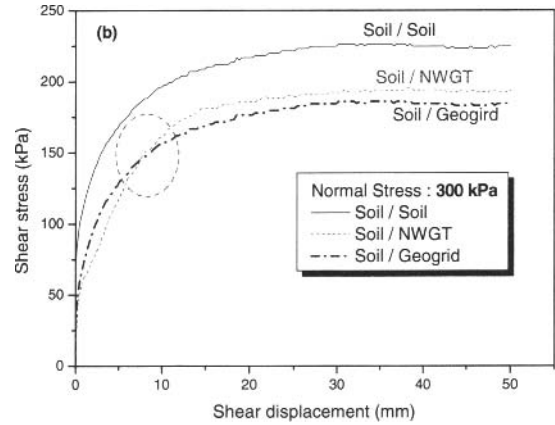 (b)
Soil / Soil
Soil / NWGT
Soil / Geogird
Normal Stress : 300 kPa
Soil / Soil
Soil / NWGT
Soil / Geogrid
250
200
150
100
50
0
Shear stress (kPa)
0
10
20
30
40
50
Shear displacement (mm)